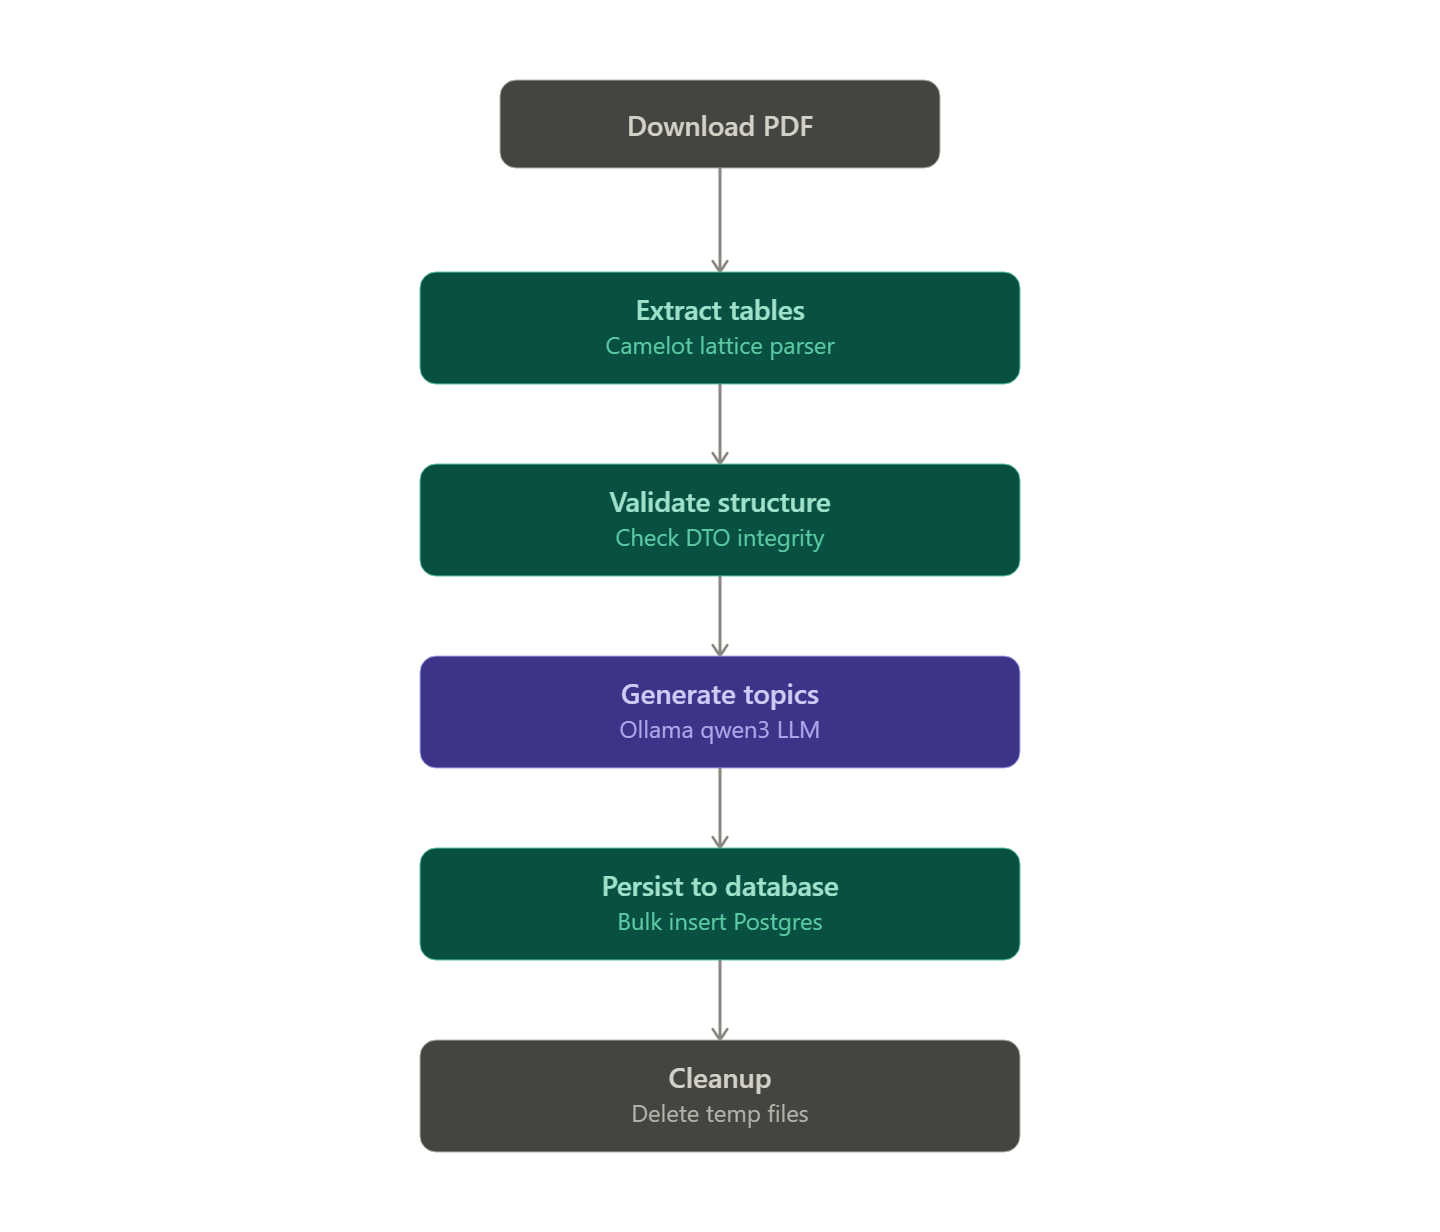 Download PDF
Extract tables
Camelot lattice parser
Validate structure
Check DTO integrity
Generate topics
Ollama qwen3 LLM
Persist to database
Bulk insert Postgres
Cleanup
Delete temp files